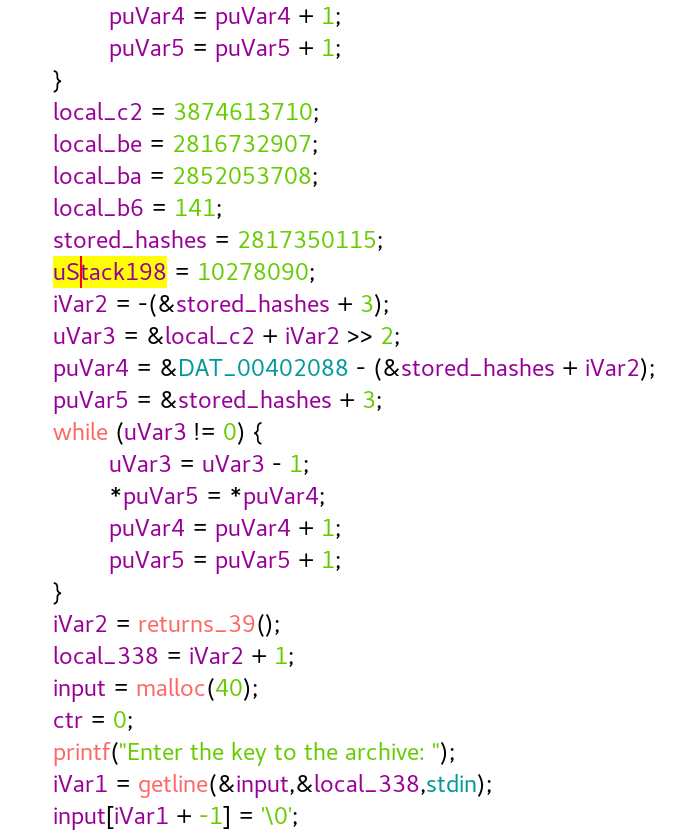 puVar4 = puVar4 + 1;
puVar5 = puVar5 + 1;
}
local_c2 = 3874613710;
local_be = 2816732907;
local_ba = 2852053708;
local_b6 = 141;
stored_hashes = 2817350115;
uStack198 = 10278090;
iVar2 = -(&stored_hashes + 3);
uVar3 = &local_c2 + iVar2 >> 2;
puVar4 = &DAT_00402088 - (&stored_hashes + iVar2);
puVar5 = &stored_hashes + 3;
while (uVar3 != 0) {
uVar3 = uVar3 - 1;
*puVar5 = *puVar4;
puVar4 = puVar4 + 1;
puVar5 = puVar5 + 1;
}
iVar2 = returns_39();
local_338 = iVar2 + 1;
input = malloc(40);
ctr = 0;
printf("Enter the key to the archive: ");
iVar1 = getline(&input,&local_338,stdin);
input[iVar1 + -1] = '\0';